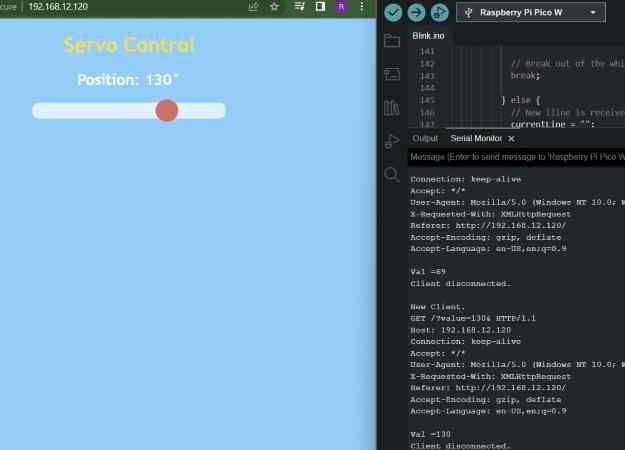 cure
192.168.12.120
R
Servo Control
Position: 130°
Raspberry Pi Pico W
Blink.ino
141
142 // Break out of the whi
143 break;
144
145 } else {
146 // New lline is receive
147 currentLine = "";
Output Serial Monitor
Message (Enter to send message to 'Raspberry Pi Pico W
Connection: keep-alive
Accept: */*
User-Agent: Mozilla/5.0 (Windows NT 10.0; W
X-Requested-With: XMLHttpRequest
Referer: http://192.168.12.120/
Accept-Encoding: gzip, deflate
Accept-Language: en-US,en;q=0.9
Val =69
Client disconnected.
New Client.
GET /?value=130& HTTP/1.1
Host: 192.168.12.120
Connection: keep-alive
Accept: */*
User-Agent: Mozilla/5.0 (Windows NT 10.0; W
X-Requested-With: XMLHttpRequest
Referer: http://192.168.12.120/
Accept-Encoding: gzip, deflate
Accept-Language: en-US,en;q=0.9
Val =130
Client disconnected.